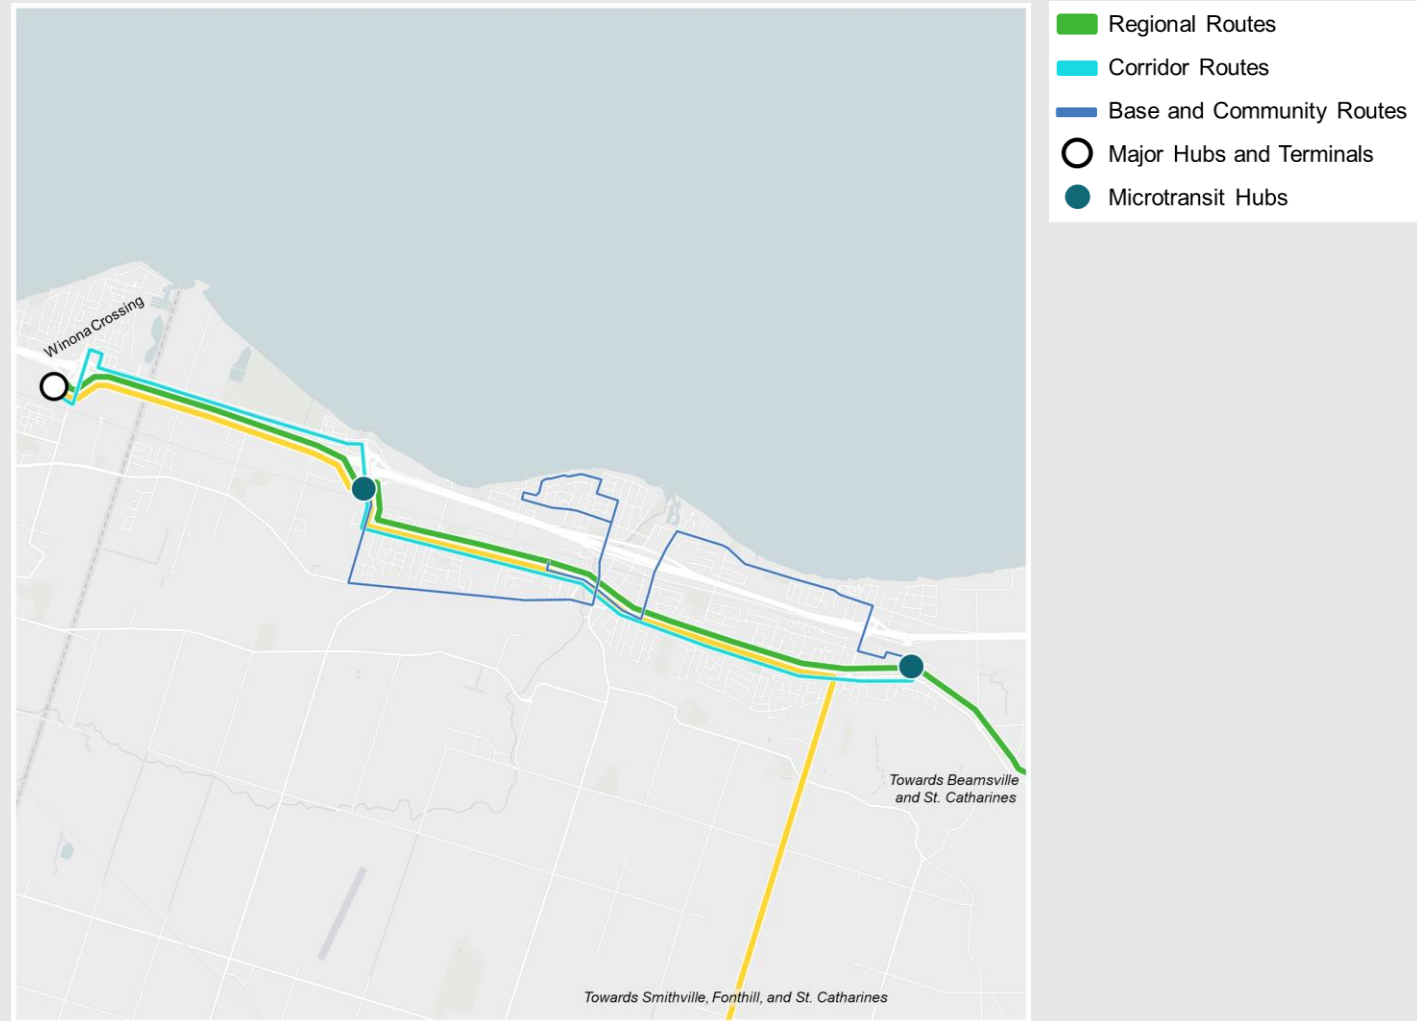 Regional Routes
Corridor Routes
Base and Community Routes
Major Hubs and Terminals
Microtransit Hubs
Winona Crossing
Towards Beamsville
and St. Catharines
Towards Smithville, Fonthill, and St. Catharines